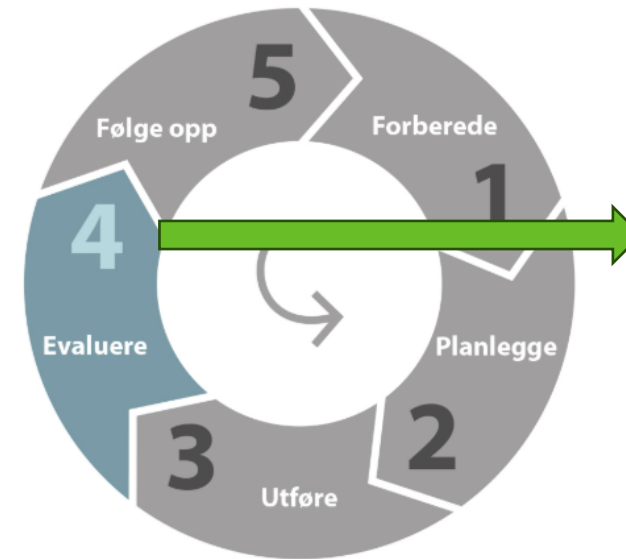 1
Forberede
2
Planlegge
3
Utføre
4
Evaluere
5
Følge opp